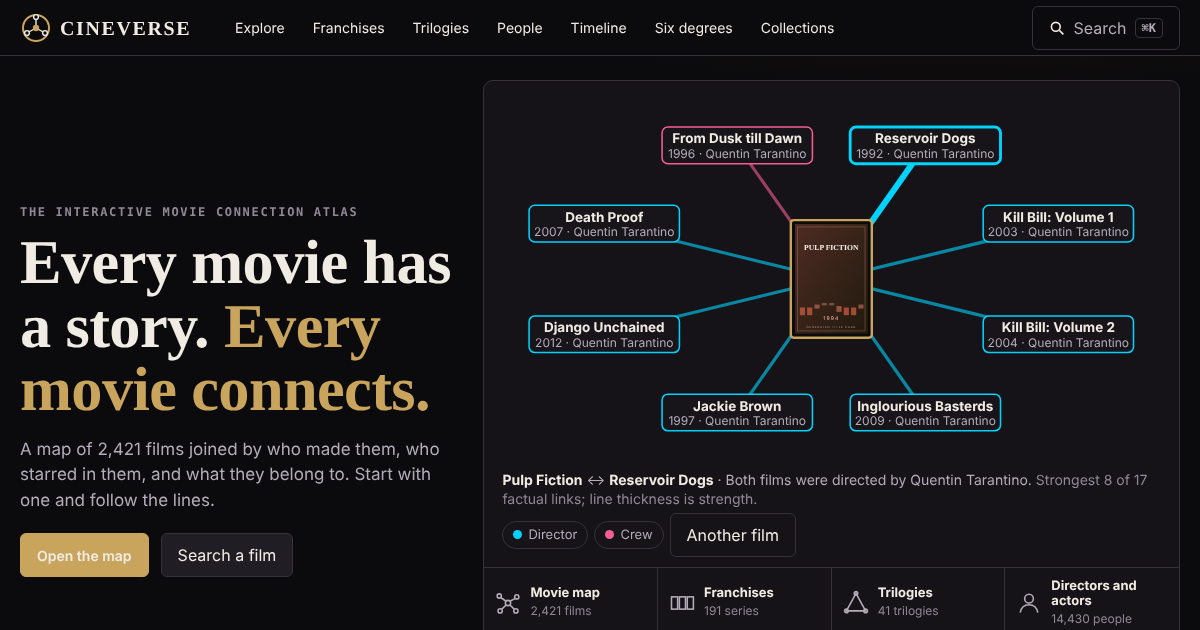 CINEVERSE
Explore
Franchises
Trilogies
People
Timeline
Six degrees
Collections
Search ⌘K
THE INTERACTIVE MOVIE CONNECTION ATLAS
Every movie has
a story. Every
movie connects.
A map of 2,421 films joined by who made them, who
starred in them, and what they belong to. Start with
one and follow the lines.
Open the map
Search a film
From Dusk till Dawn
1996 · Quentin Tarantino
Reservoir Dogs
1992 · Quentin Tarantino
Death Proof
2007 · Quentin Tarantino
Kill Bill: Volume 1
2003 · Quentin Tarantino
PULP FICTION
1994
Django Unchained
2012 · Quentin Tarantino
Kill Bill: Volume 2
2004 · Quentin Tarantino
Jackie Brown
1997 · Quentin Tarantino
Inglourious Basterds
2009 · Quentin Tarantino
Pulp Fiction ↔ Reservoir Dogs · Both films were directed by Quentin Tarantino. Strongest 8 of 17
factual links; line thickness is strength.
Director
Crew
Another film
Movie map
2,421 films
Franchises
191 series
Trilogies
41 trilogies
Directors and
actors
14,430 people